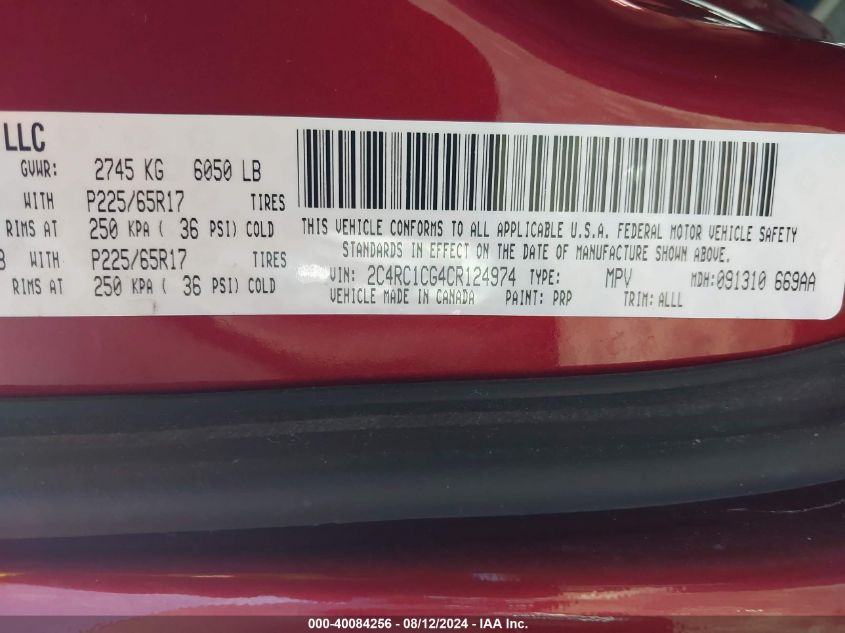 LLC
GVWR: 2745 KG 6050 LB
WITH P225/65R17 TIRES
RIMS AT 250 KPA ( 36 PSI) COLD
WITH P225/65R17 TIRES
RIMS AT 250 KPA ( 36 PSI) COLD
THIS VEHICLE CONFORMS TO ALL APPLICABLE U.S.A. FEDERAL MOTOR VEHICLE SAFETY
STANDARDS IN EFFECT ON THE DATE OF MANUFACTURE SHOWN ABOVE.
VIN: 2C4RC1CG4CR124974 TYPE: MPV MDH:091310 669AA
VEHICLE MADE IN CANADA PAINT: PRP TRIM: ALLL
000-40084256 - 08/12/2024 - IAA Inc.